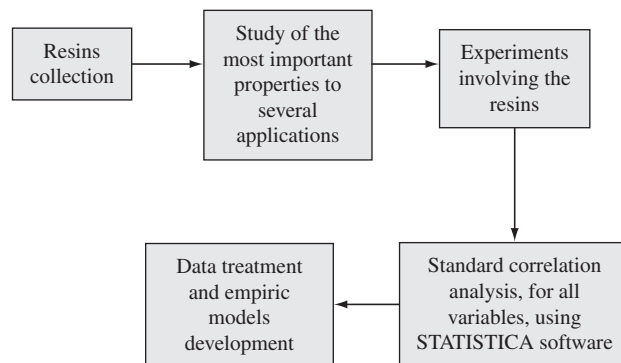 Resins
collection
Study of the
most important
properties to
several
applications
Experiments
involving the
resins
Standard correlation
analysis, for all
variables, using
STATISTICA software
Data treatment
and empiric
models
development